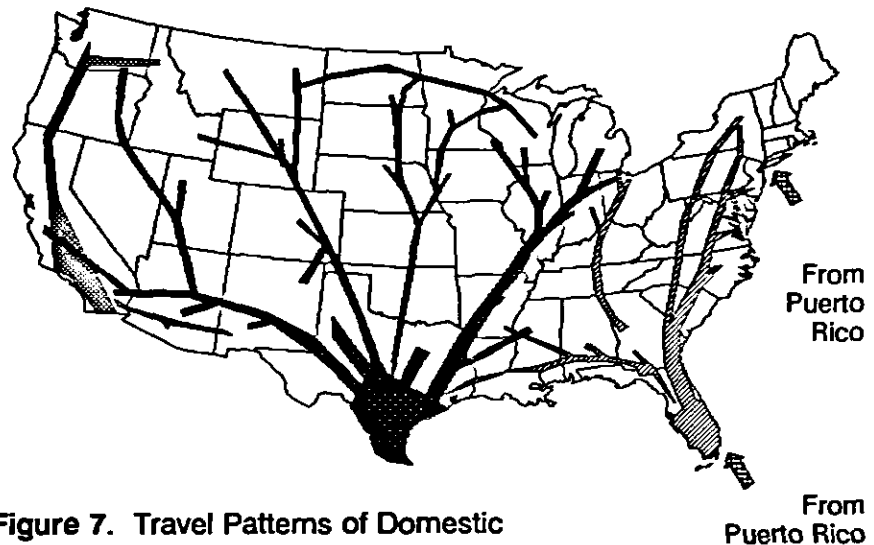 From
Puerto
Rico
From
Puerto Rico
Figure 7. Travel Patterns of Domestic